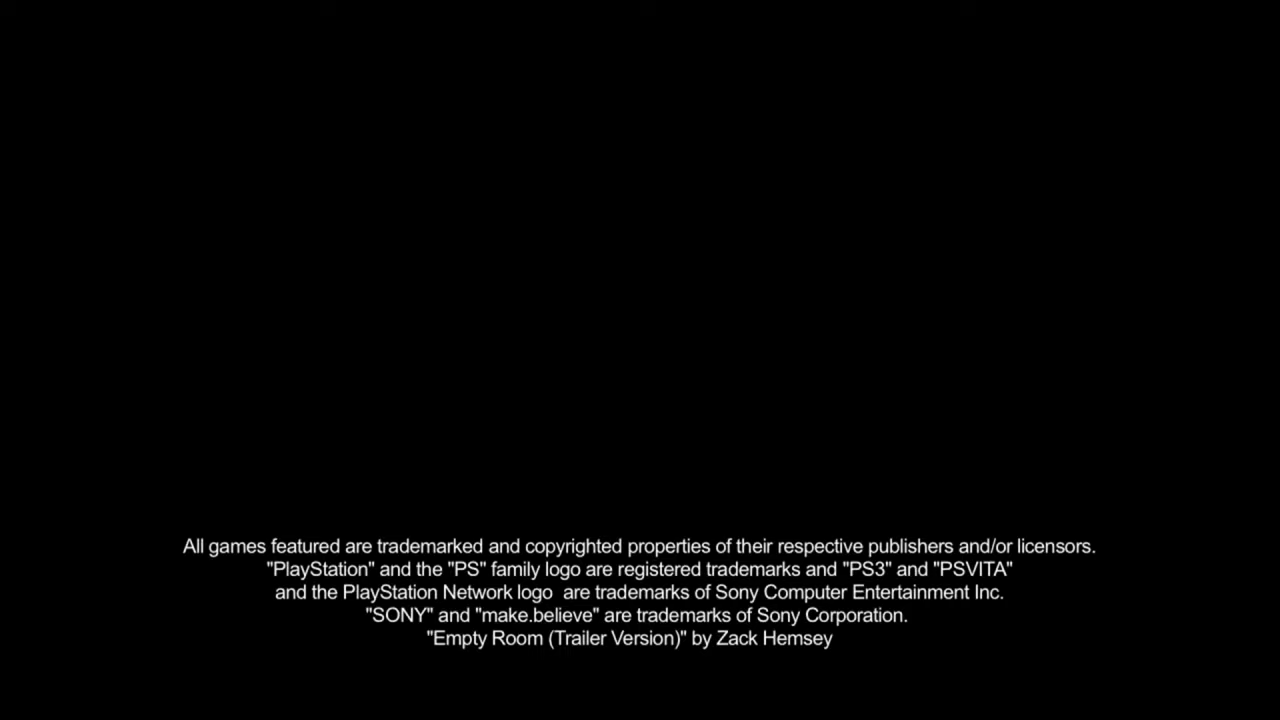 All games featured are trademarked and copyrighted properties of their respective publishers and/or licensors.
"PlayStation" and the "PS" family logo are registered trademarks and "PS3" and "PSVITA"
and the PlayStation Network logo  are trademarks of Sony Computer Entertainment Inc.
"SONY" and "make.believe" are trademarks of Sony Corporation.
"Empty Room (Trailer Version)" by Zack Hemsey